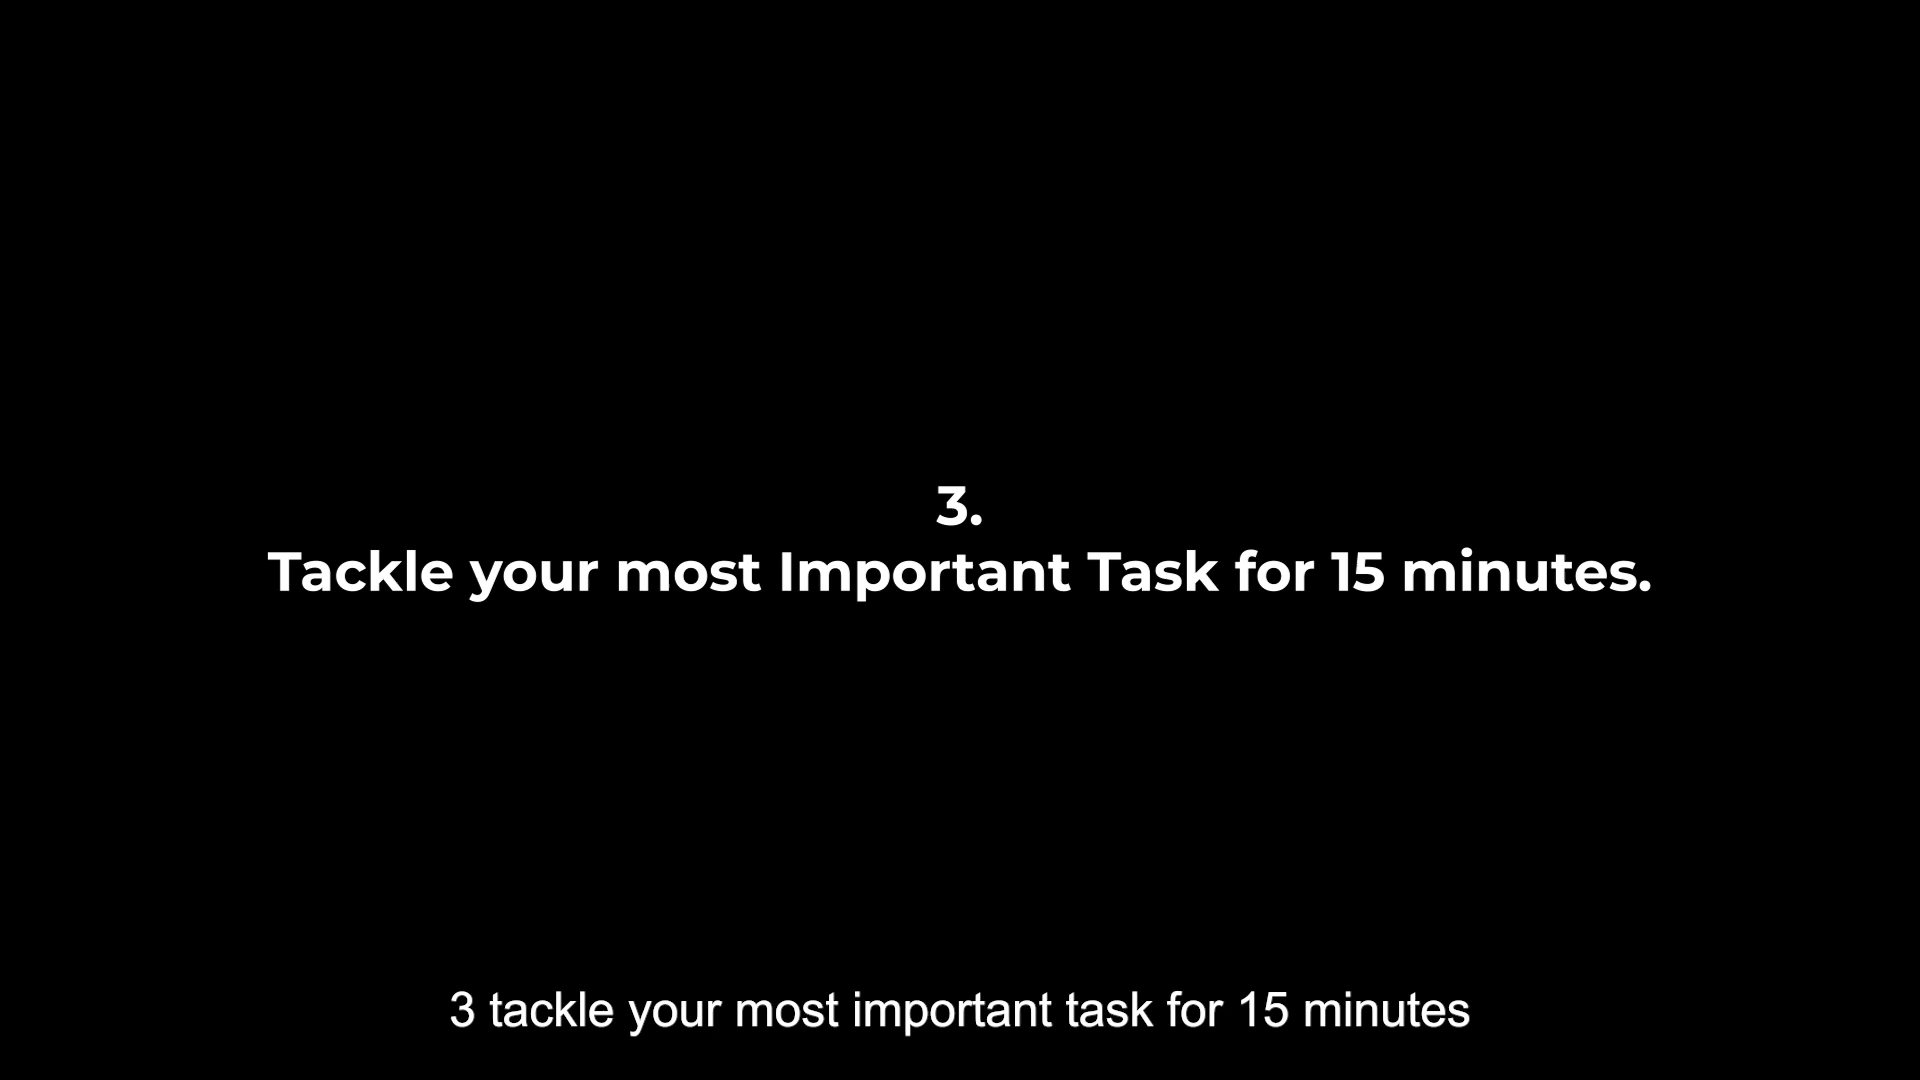 3.
Tackle your most Important Task for 15 minutes.
3 tackle your most important task for 15 minutes